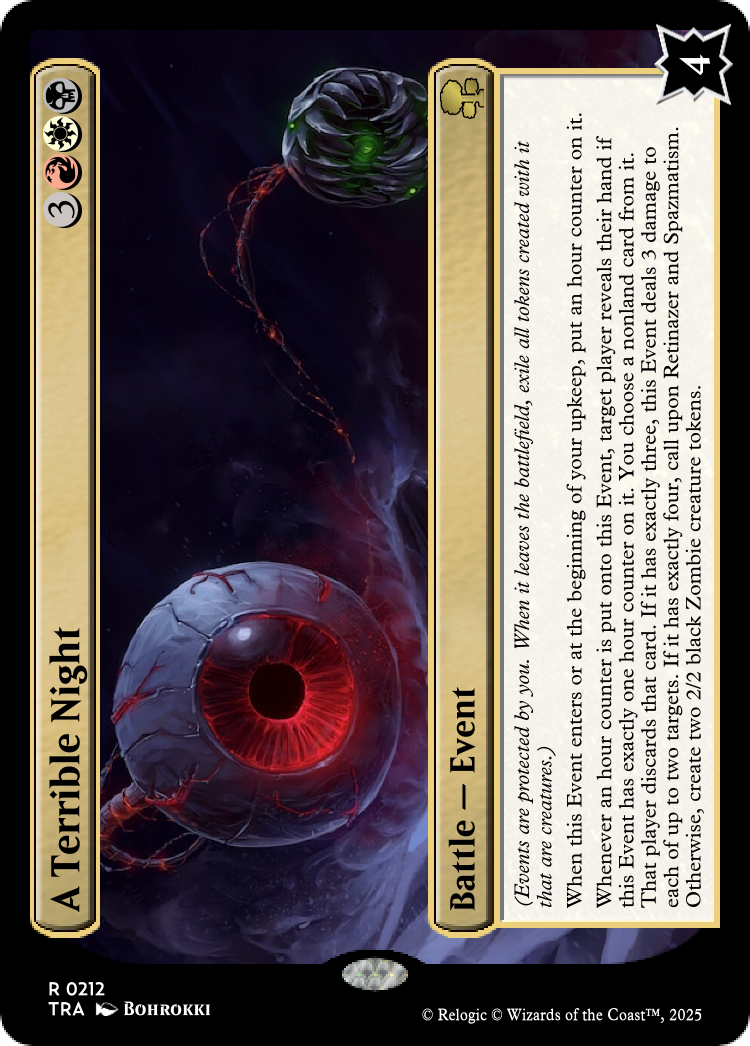 A Terrible Night
3
Battle — Event
4
(Events are protected by you. When it leaves the battlefield, exile all tokens created with it
that are creatures.)
When this Event enters or at the beginning of your upkeep, put an hour counter on it.
Whenever an hour counter is put onto this Event, target player reveals their hand if
this Event has exactly one hour counter on it. You choose a nonland card from it.
That player discards that card. If it has exactly three, this Event deals 3 damage to
each of up to two targets. If it has exactly four, call upon Retinazer and Spazmatism.
Otherwise, create two 2/2 black Zombie creature tokens.
R 0212
TRA BOHROKKI
© Relogic © Wizards of the Coast™, 2025